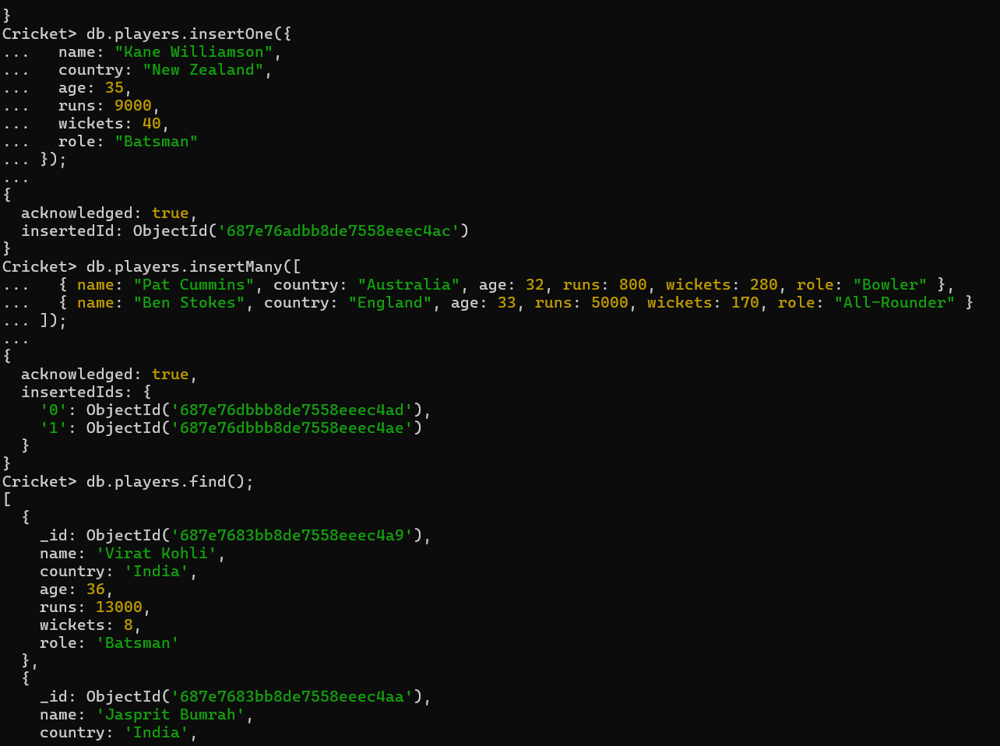 }
Cricket> db.players.insertOne({
...   name: "Kane Williamson",
...   country: "New Zealand",
...   age: 35,
...   runs: 9000,
...   wickets: 40,
...   role: "Batsman"
... });
...
{
  acknowledged: true,
  insertedId: ObjectId('687e76adbb8de7558eeec4ac')
}
Cricket> db.players.insertMany([
...   { name: "Pat Cummins", country: "Australia", age: 32, runs: 800, wickets: 280, role: "Bowler" },
...   { name: "Ben Stokes", country: "England", age: 33, runs: 5000, wickets: 170, role: "All-Rounder" }
... ]);
...
{
  acknowledged: true,
  insertedIds: {
    '0': ObjectId('687e76dbbb8de7558eeec4ad'),
    '1': ObjectId('687e76dbbb8de7558eeec4ae')
  }
}
Cricket> db.players.find();
[
  {
    _id: ObjectId('687e7683bb8de7558eeec4a9'),
    name: 'Virat Kohli',
    country: 'India',
    age: 36,
    runs: 13000,
    wickets: 8,
    role: 'Batsman'
  },
  {
    _id: ObjectId('687e7683bb8de7558eeec4aa'),
    name: 'Jasprit Bumrah',
    country: 'India',